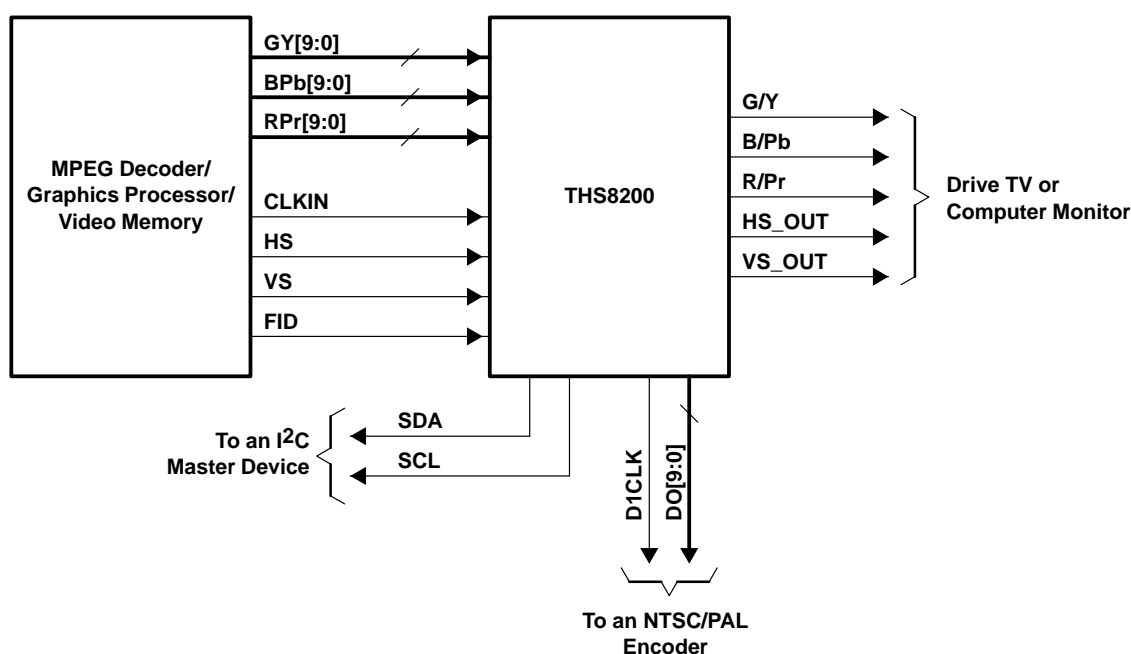 GY[9:0]
BPb[9:0]
RPr[9:0]
MPEG Decoder/
Graphics Processor/
Video Memory
CLKIN
HS
VS
FID
THS8200
G/Y
B/Pb
R/Pr
HS_OUT
VS_OUT
Drive TV or
Computer Monitor
To an I²C
Master Device
SDA
SCL
D1CLK
DO[9:0]
To an NTSC/PAL
Encoder